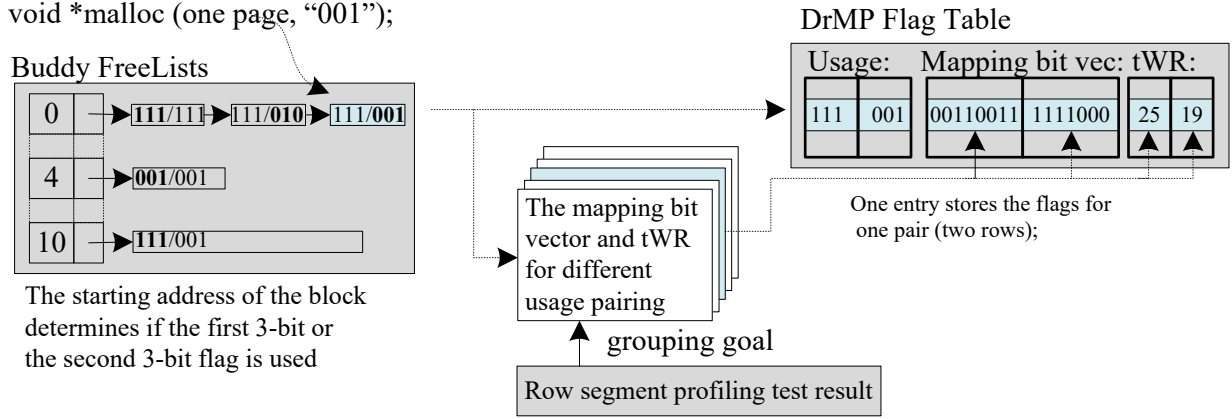 void *malloc (one page, “001”);
DrMP Flag Table
Buddy FreeLists
Usage: Mapping bit vec: tWR:
0 111/111 111/010 111/001
111 001 00110011 1111000 25 19
4 001/001
10 111/001
The mapping bit
vector and tWR
for different
usage pairing
One entry stores the flags for
one pair (two rows);
The starting address of the block
determines if the first 3-bit or
the second 3-bit flag is used
grouping goal
Row segment profiling test result